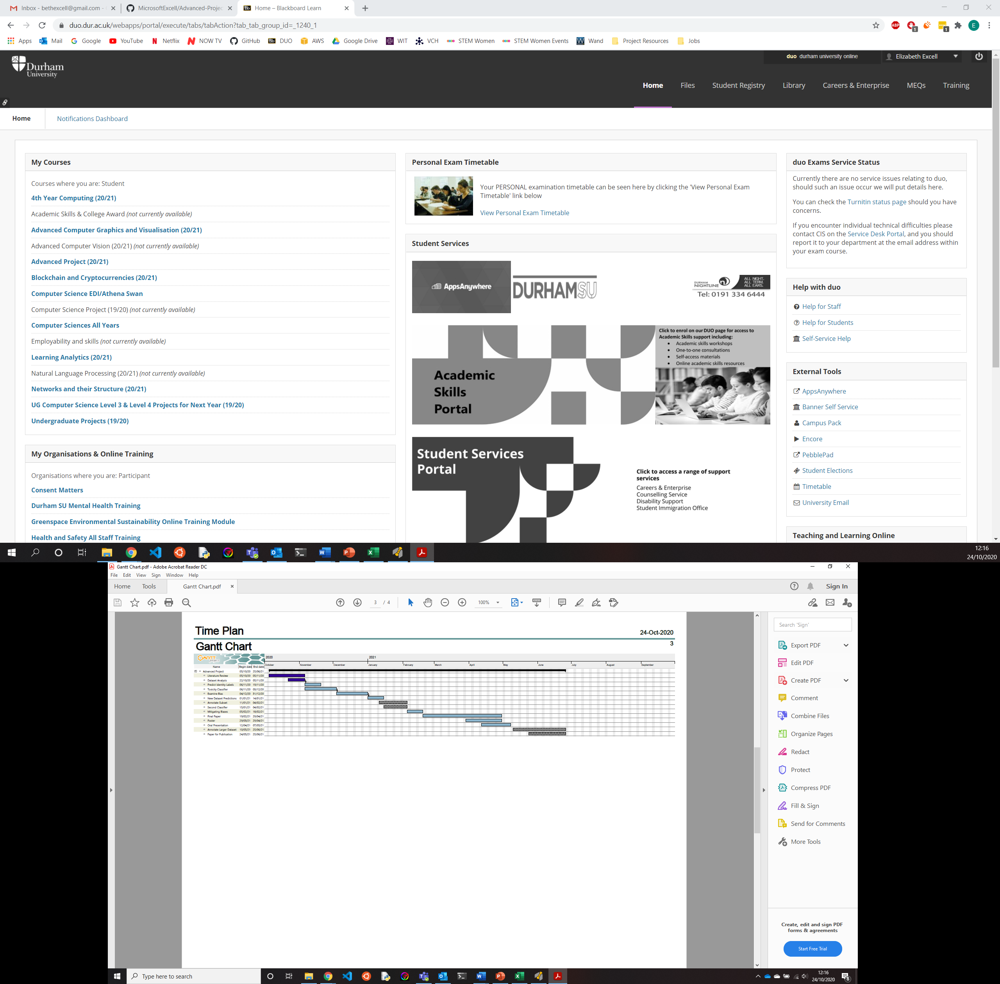 Inbox - bethexcell@gmail.com -
MicrosoftExcell/Advanced-Projec
Home – Blackboard Learn
duo.dur.ac.uk/webapps/portal/execute/tabs/tabAction?tab_tab_group_id=_1240_1
Apps Mail Google YouTube Netflix NOW TV GitHub DUO AWS Google Drive WIT VCH STEM Women STEM Women Events Wand Project Resources Jobs
Durham
University
duo durham university online
Elizabeth Excell
Home Files Student Registry Library Careers & Enterprise MEQs Training
Home Notifications Dashboard
My Courses
Courses where you are: Student
4th Year Computing (20/21)
Academic Skills & College Award (not currently available)
Advanced Computer Graphics and Visualisation (20/21)
Advanced Computer Vision (20/21) (not currently available)
Advanced Project (20/21)
Blockchain and Cryptocurrencies (20/21)
Computer Science EDI/Athena Swan
Computer Science Project (19/20) (not currently available)
Computer Sciences All Years
Employability and skills (not currently available)
Learning Analytics (20/21)
Natural Language Processing (20/21) (not currently available)
Networks and their Structure (20/21)
UG Computer Science Level 3 & Level 4 Projects for Next Year (19/20)
Undergraduate Projects (19/20)
My Organisations & Online Training
Organisations where you are: Participant
Consent Matters
Durham SU Mental Health Training
Greenspace Environmental Sustainability Online Training Module
Health and Safety All Staff Training
Personal Exam Timetable
Your PERSONAL examination timetable can be seen here by clicking the 'View Personal Exam
Timetable' link below
View Personal Exam Timetable
Student Services
AppsAnywhere
DURHAMSU
DURHAM
NIGHTLINE
ALL NIGHT.
ALL TERM.
ALL EARS.
Tel: 0191 334 6444
Academic
Skills
Portal
Click to enrol on our DUO page for access to
Academic Skills support including:
• Academic skills workshops
• One-to-one consultations
• Self-access materials
• Online academic skills resources
Student Services
Portal
Click to access a range of support
services
Careers & Enterprise
Counselling Service
Disability Support
Student Immigration Office
duo Exams Service Status
Currently there are no service issues relating to duo,
should such an issue occur we will put details here.
You can check the Turnitin status page should you have
concerns.
If you encounter individual technical difficulties please
contact CIS on the Service Desk Portal, and you should
report it to your department at the email address within
your exam course.
Help with duo
Help for Staff
Help for Students
Self-Service Help
External Tools
AppsAnywhere
Banner Self Service
Campus Pack
Encore
PebblePad
Student Elections
Timetable
University Email
Teaching and Learning Online
12:16
24/10/2020
Gantt Chart.pdf - Adobe Acrobat Reader DC
File Edit View Sign Window Help
Home Tools Gantt Chart.pdf Sign In
3 / 4 100%
Time Plan 24-Oct-2020
Gantt Chart 3
GANTT
project
2020 2021
Name Begin date End date October November December January February March April May June July August September
Advanced Project 05/10/20 25/06/21
Literature Review 05/10/20 05/11/20
Dataset Analysis 22/10/20 05/11/20
Predict Identity Labels 06/11/20 19/11/20
Toxicity Classifier 06/11/20 03/12/20
Examine Bias 04/12/20 31/12/20
New Dataset Predictions 01/01/21 14/01/21
Annotate Subset 11/01/21 04/02/21
Second Classifier 15/01/21 04/02/21
Mitigating Biases 05/02/21 18/02/21
Final Paper 19/02/21 29/04/21
Poster 29/03/21 29/04/21
Oral Presentation 12/04/21 07/05/21
Annotate Larger Dataset 10/05/21 25/06/21
Paper for Publication 24/05/21 25/06/21
Search 'Sign'
Export PDF
Edit PDF
Create PDF
Comment
Combine Files
Organize Pages
Redact
Protect
Compress PDF
Fill & Sign
Send for Comments
More Tools
Create, edit and sign PDF
forms & agreements
Start Free Trial
Type here to search
12:16
24/10/2020
8